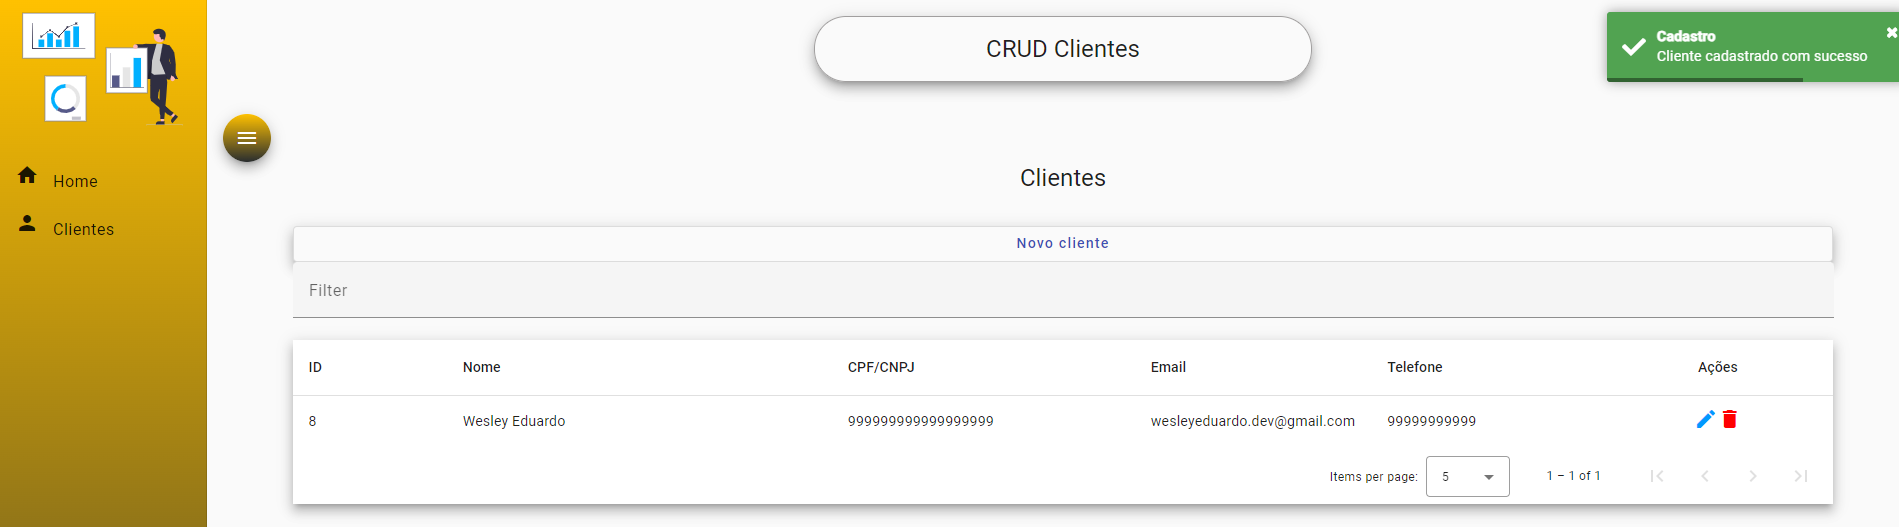 CRUD Clientes
Cadastro
Cliente cadastrado com sucesso
Home
Clientes
Clientes
Novo cliente
Filter
ID Nome CPF/CNPJ Email Telefone Ações
8 Wesley Eduardo 999999999999999999 wesleyeduardo.dev@gmail.com 99999999999
Items per page: 5 1 – 1 of 1